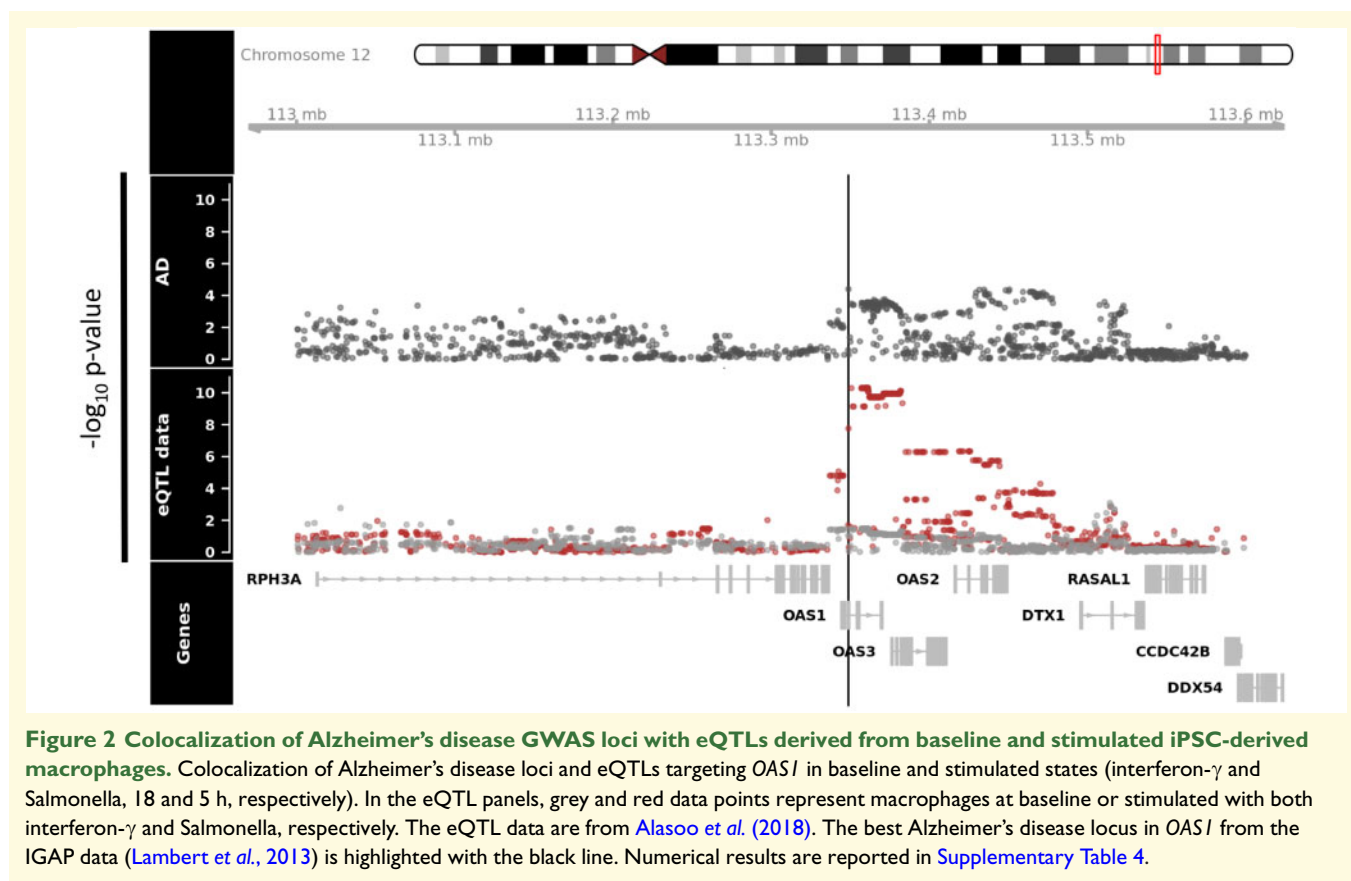 Chromosome 12
113 mb 113.2 mb 113.4 mb 113.6 mb
113.1 mb 113.3 mb 113.5 mb
-log10 p-value
AD
10
8
6
4
2
0
eQTL data
10
8
6
4
2
0
Genes
RPH3A OAS2 RASAL1
OAS1 DTX1
OAS3 CCDC42B
DDX54
Figure 2 Colocalization of Alzheimer's disease GWAS loci with eQTLs derived from baseline and stimulated iPSC-derived
macrophages. Colocalization of Alzheimer's disease loci and eQTLs targeting OAS1 in baseline and stimulated states (interferon-γ and
Salmonella, 18 and 5 h, respectively). In the eQTL panels, grey and red data points represent macrophages at baseline or stimulated with both
interferon-γ and Salmonella, respectively. The eQTL data are from Alasoo et al. (2018). The best Alzheimer's disease locus in OAS1 from the
IGAP data (Lambert et al., 2013) is highlighted with the black line. Numerical results are reported in Supplementary Table 4.